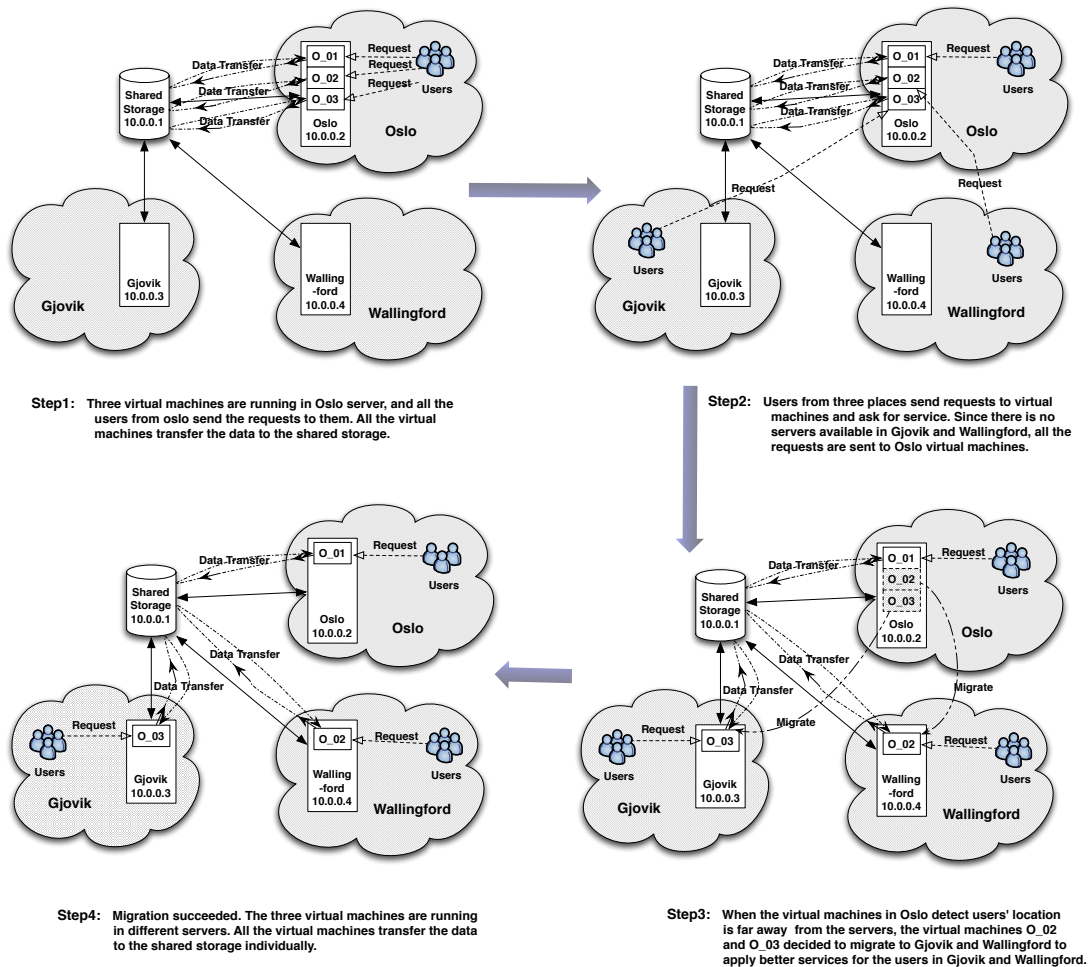 O_01
O_02
O_03
Request
Request
Request
Users
Data Transfer
Data Transfer
Data Transfer
Shared
Storage
10.0.0.1
Oslo
10.0.0.2
Oslo
Gjovik
10.0.0.3
Gjovik
Walling
-ford
10.0.0.4
Wallingford
Step1: Three virtual machines are running in Oslo server, and all the
users from oslo send the requests to them. All the virtual
machines transfer the data to the shared storage.
O_01
O_02
O_03
Request
Users
Data Transfer
Data Transfer
Data Transfer
Shared
Storage
10.0.0.1
Oslo
10.0.0.2
Oslo
Request
Request
Users
Gjovik
10.0.0.3
Gjovik
Users
Walling
-ford
10.0.0.4
Wallingford
Step2: Users from three places send requests to virtual
machines and ask for service. Since there is no
servers available in Gjovik and Wallingford, all the
requests are sent to Oslo virtual machines.
O_01
Request
Users
Data Transfer
Shared
Storage
10.0.0.1
Oslo
10.0.0.2
Oslo
Data Transfer
Data Transfer
Request
O_03
Users
Gjovik
10.0.0.3
Gjovik
O_02
Request
Users
Walling
-ford
10.0.0.4
Wallingford
Step4: Migration succeeded. The three virtual machines are running
in different servers. All the virtual machines transfer the data
to the shared storage individually.
O_01
O_02
O_03
Request
Users
Data Transfer
Shared
Storage
10.0.0.1
Oslo
10.0.0.2
Oslo
Data Transfer
Data Transfer
Migrate
Migrate
Request
O_03
Users
Gjovik
10.0.0.3
Gjovik
O_02
Request
Users
Walling
-ford
10.0.0.4
Wallingford
Step3: When the virtual machines in Oslo detect users' location
is far away from the servers, the virtual machines O_02
and O_03 decided to migrate to Gjovik and Wallingford to
apply better services for the users in Gjovik and Wallingford.